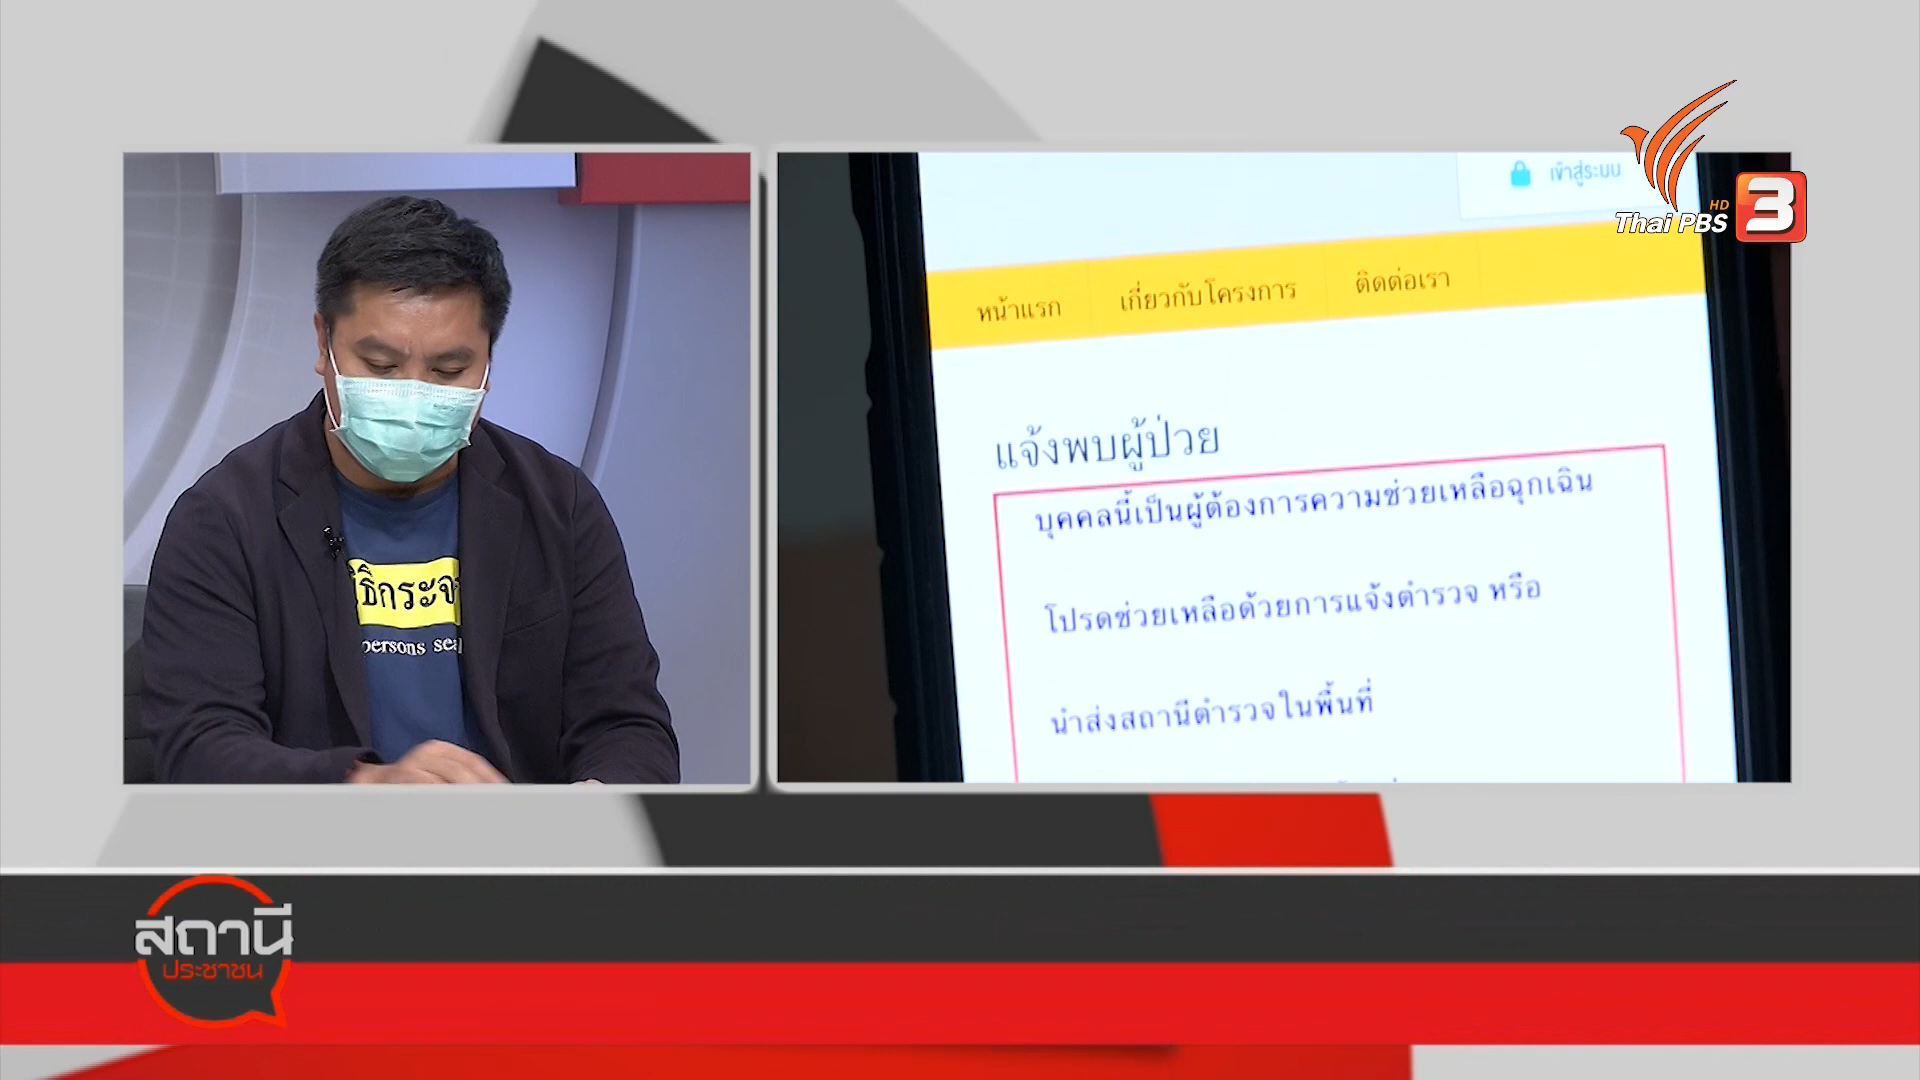 เข้าสู่ระบบ
HD
Thai PBS
3
หน้าแรก เกี่ยวกับโครงการ ติดต่อเรา
แจ้งพบผู้ป่วย
บุคคลนี้เป็นผู้ต้องการความช่วยเหลือฉุกเฉิน
โปรดช่วยเหลือด้วยการแจ้งตำรวจ หรือ
นำส่งสถานีตำรวจในพื้นที่
persons
สถานี
ประชาชน